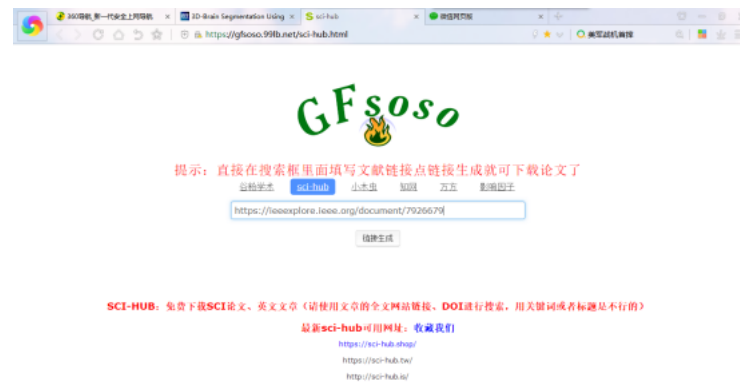 360导航_新一代安全上网导航 3D-Brain Segmentation Using sci-hub 微信网页版
https://gfsoso.99lb.net/sci-hub.html 美军战机首降
GFsoso
提示：直接在搜索框里面填写文献链接点链接生成就可下载论文了
谷粉学术 sci-hub 小木虫 知网 万方 影响因子
https://ieeexplore.ieee.org/document/7926679
链接生成
SCI-HUB：免费下载SCI论文、英文文章（请使用文章的全文网站链接、DOI进行搜索，用关键词或者标题是不行的）
最新sci-hub可用网址：收藏我们
https://sci-hub.shop/
https://sci-hub.tw/
http://sci-hub.is/